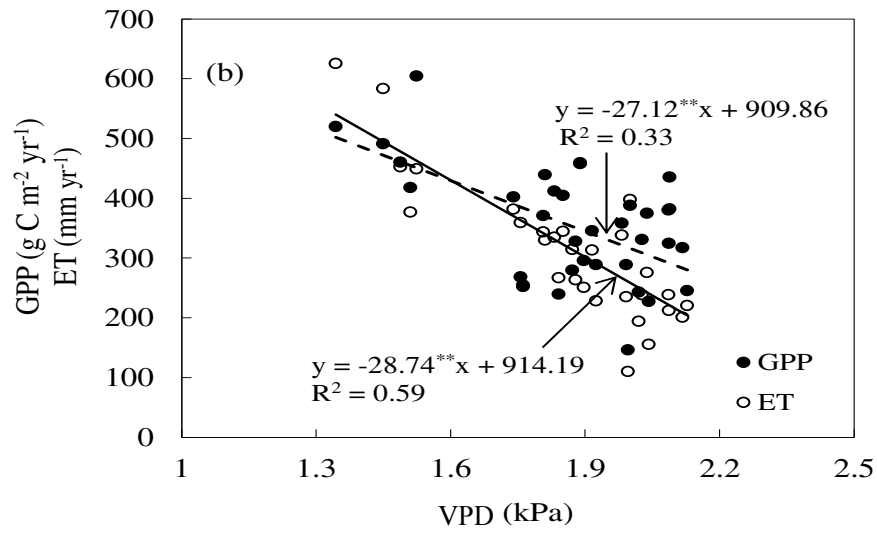 700
600
500
400
300
200
100
0
GPP (g C m⁻² yr⁻¹)
ET (mm yr⁻¹)
(b)
y = -27.12**x + 909.86
R² = 0.33
y = -28.74**x + 914.19
R² = 0.59
GPP
ET
1 1.3 1.6 1.9 2.2 2.5
VPD (kPa)